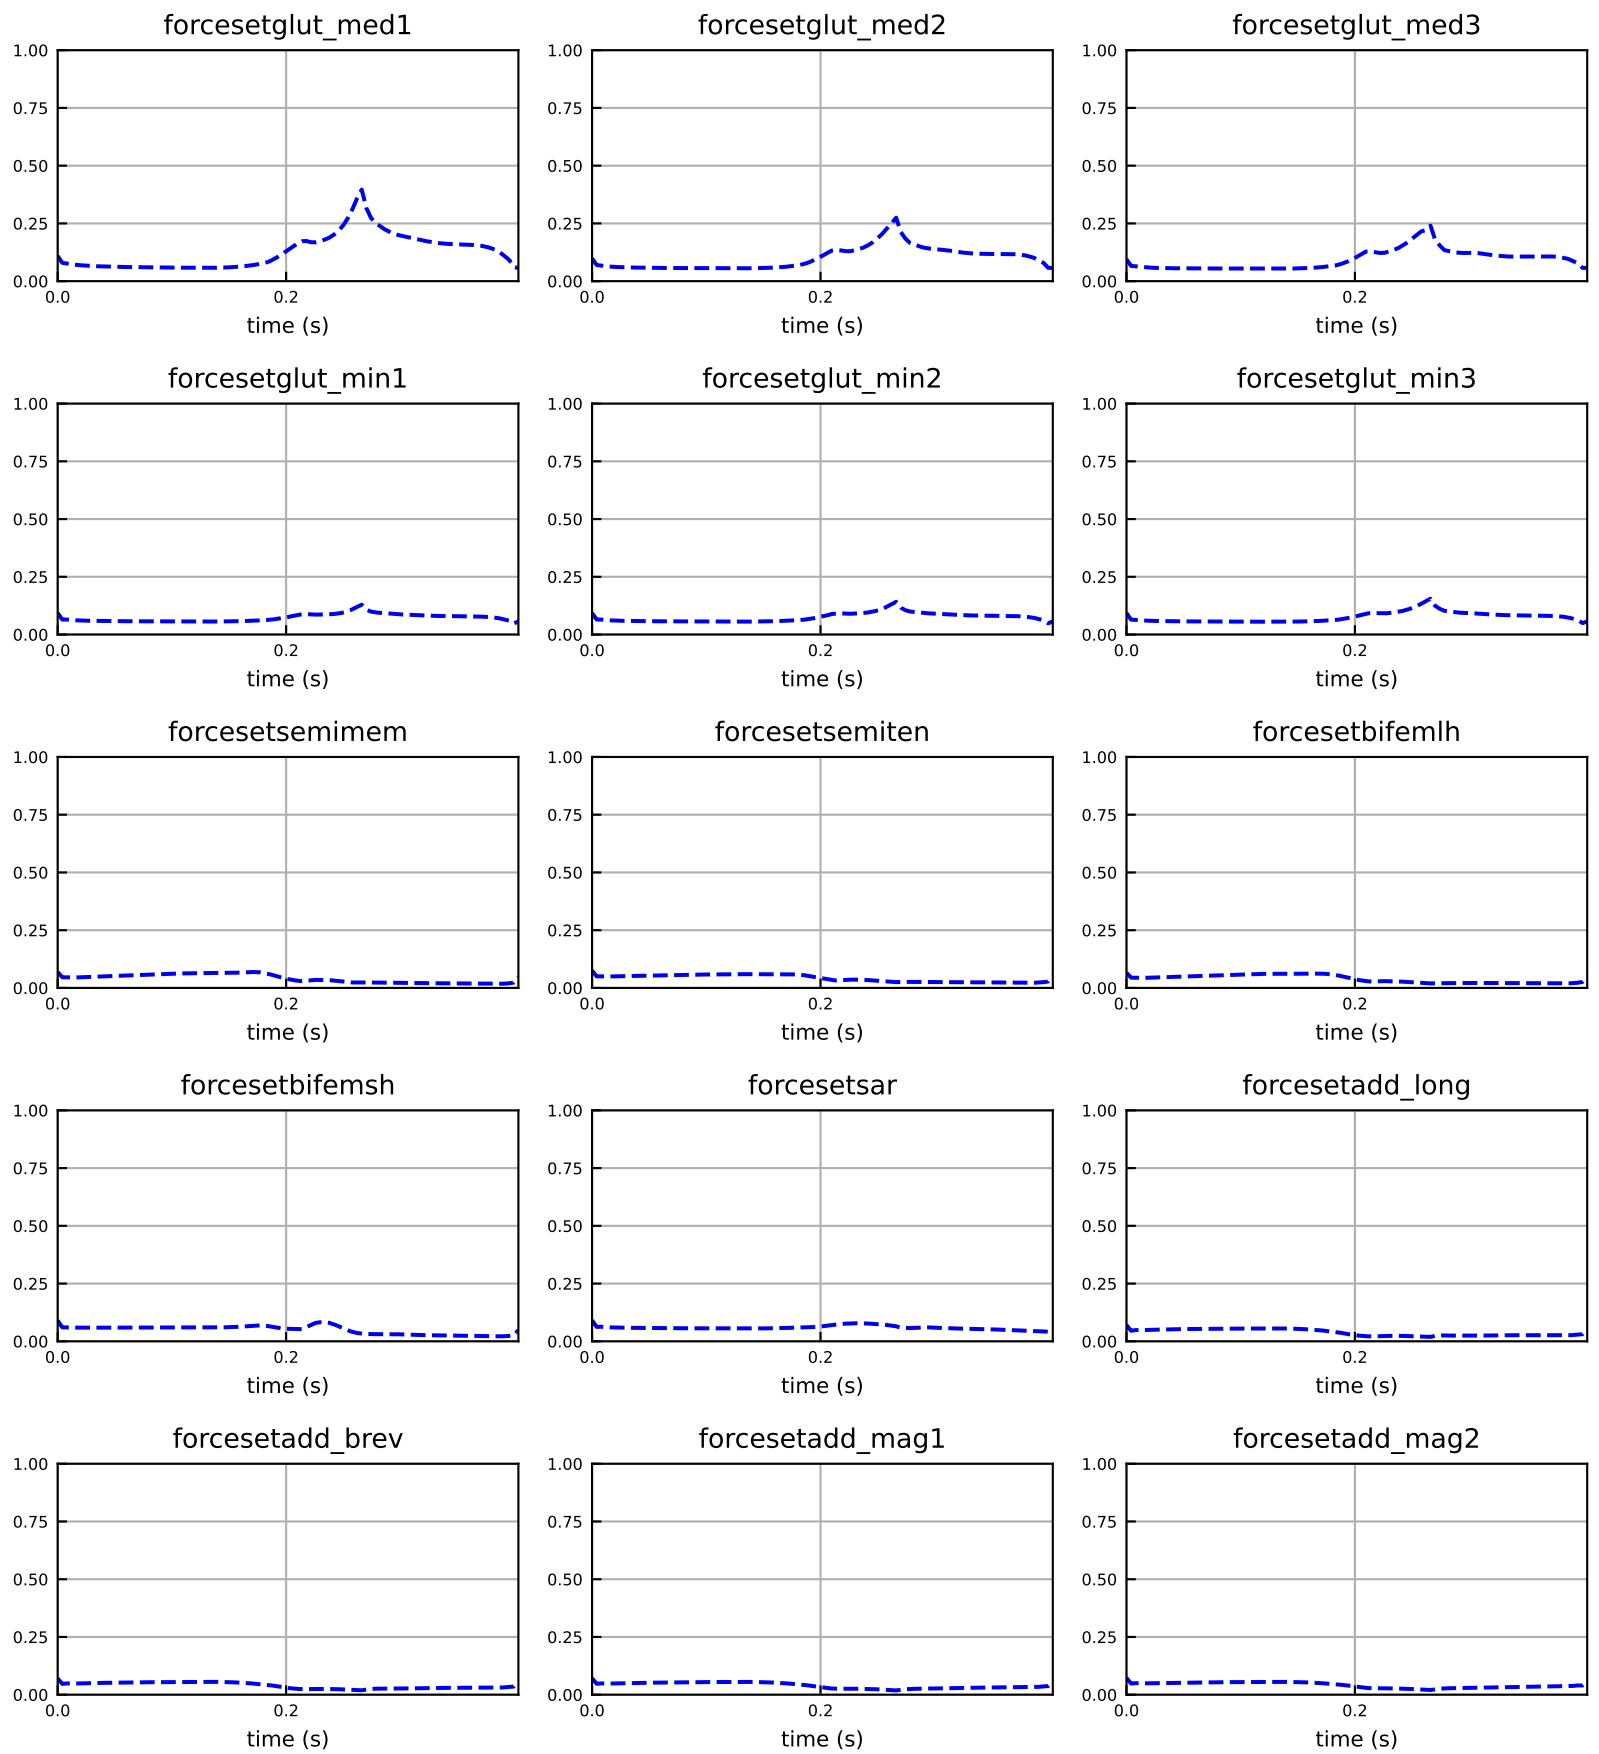 forcesetglut_med1 forcesetglut_med2 forcesetglut_med3
1.00 1.00 1.00
0.75 0.75 0.75
0.50 0.50 0.50
0.25 0.25 0.25
0.00 0.00 0.00
0.0 0.2 0.0 0.2 0.0 0.2
time (s) time (s) time (s)
forcesetglut_min1 forcesetglut_min2 forcesetglut_min3
1.00 1.00 1.00
0.75 0.75 0.75
0.50 0.50 0.50
0.25 0.25 0.25
0.00 0.00 0.00
0.0 0.2 0.0 0.2 0.0 0.2
time (s) time (s) time (s)
forcesetsemimem forcesetsemiten forcesetbifemlh
1.00 1.00 1.00
0.75 0.75 0.75
0.50 0.50 0.50
0.25 0.25 0.25
0.00 0.00 0.00
0.0 0.2 0.0 0.2 0.0 0.2
time (s) time (s) time (s)
forcesetbifemsh forcesetsar forcesetadd_long
1.00 1.00 1.00
0.75 0.75 0.75
0.50 0.50 0.50
0.25 0.25 0.25
0.00 0.00 0.00
0.0 0.2 0.0 0.2 0.0 0.2
time (s) time (s) time (s)
forcesetadd_brev forcesetadd_mag1 forcesetadd_mag2
1.00 1.00 1.00
0.75 0.75 0.75
0.50 0.50 0.50
0.25 0.25 0.25
0.00 0.00 0.00
0.0 0.2 0.0 0.2 0.0 0.2
time (s) time (s) time (s)